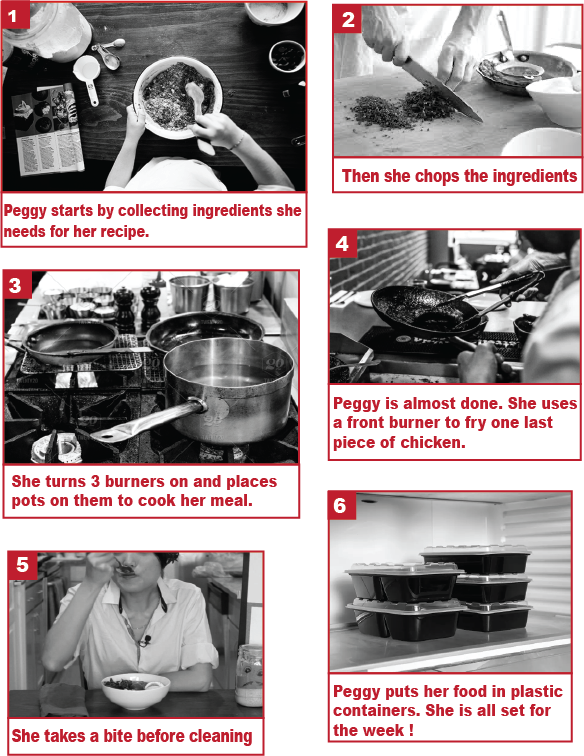 1
Peggy starts by collecting ingredients she
needs for her recipe.
2
Then she chops the ingredients
3
She turns 3 burners on and places
pots on them to cook her meal.
4
Peggy is almost done. She uses
a front burner to fry one last
piece of chicken.
5
She takes a bite before cleaning
6
Peggy puts her food in plastic
containers. She is all set for
the week !